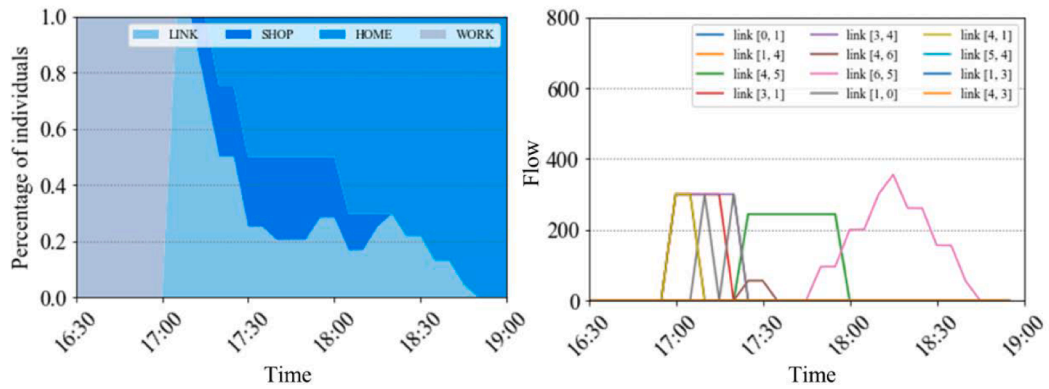 Percentage of individuals
1.0
0.8
0.6
0.4
0.2
0.0
LINK SHOP HOME WORK
16:30 17:00 17:30 18:00 18:30 19:00
Time
Flow
800
600
400
200
0
link [0, 1] link [3, 4] link [4, 1]
link [1, 4] link [4, 6] link [5, 4]
link [4, 5] link [6, 5] link [1, 3]
link [3, 1] link [1, 0] link [4, 3]
16:30 17:00 17:30 18:00 18:30 19:00
Time